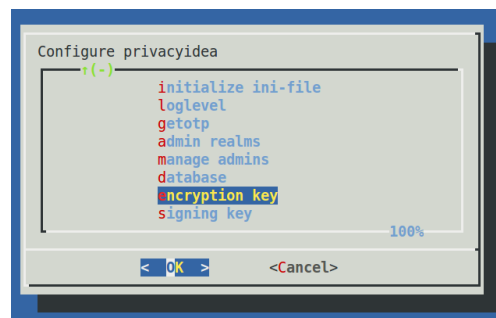 Configure privacyidea
↑(-)
initialize ini-file
loglevel
getotp
admin realms
manage admins
database
encryption key
signing key
100%
< OK > <Cancel>